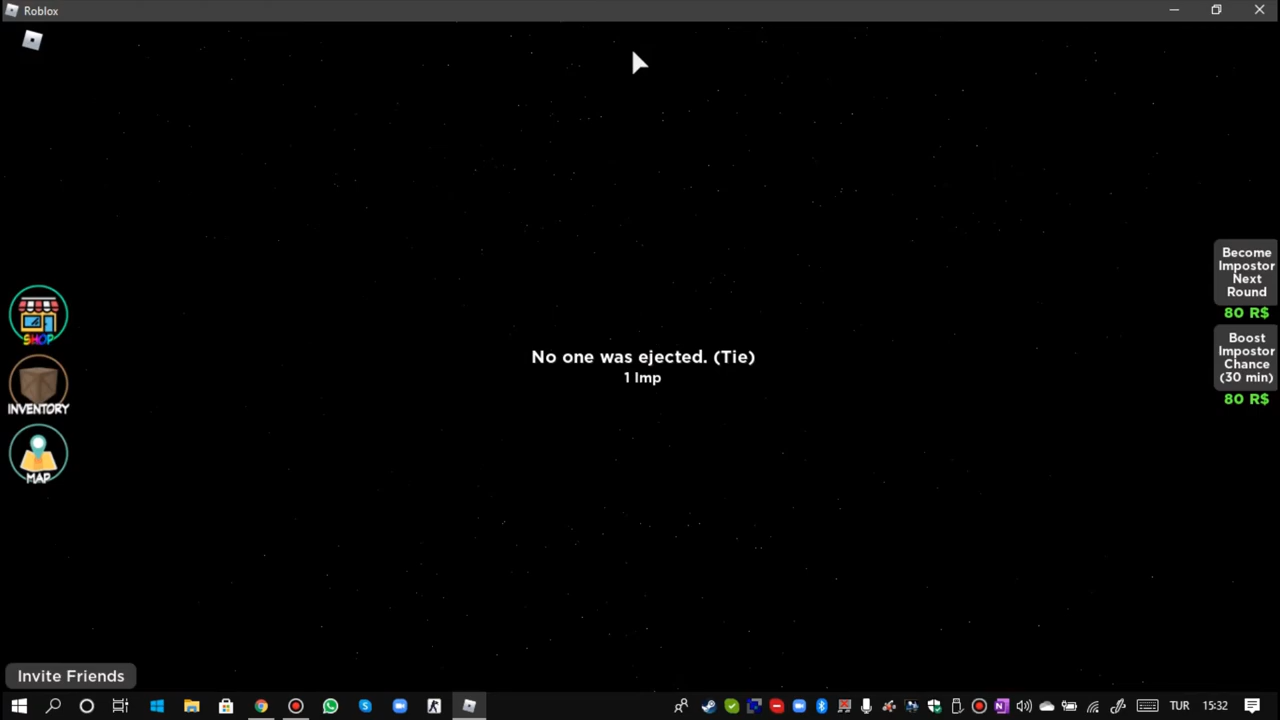 Roblox
SHOP
INVENTORY
MAP
No one was ejected. (Tie)
1 Imp
Become
Impostor
Next
Round
80 R$
Boost
Impostor
Chance
(30 min)
80 R$
Invite Friends
TUR
15:32